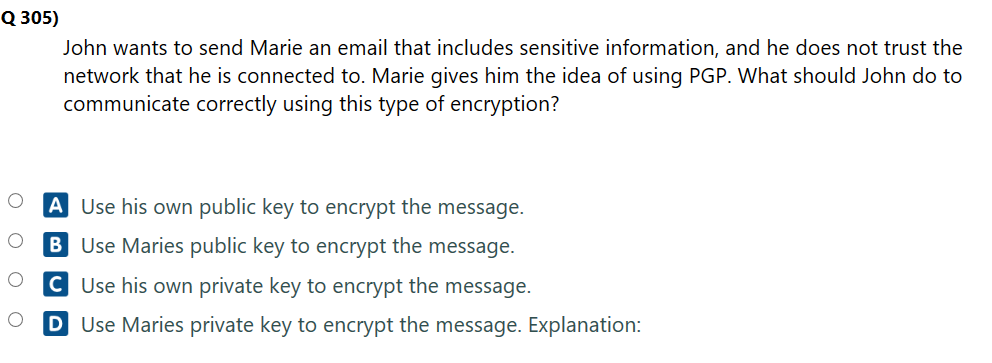 Q 305)
John wants to send Marie an email that includes sensitive information, and he does not trust the
network that he is connected to. Marie gives him the idea of using PGP. What should John do to
communicate correctly using this type of encryption?
A Use his own public key to encrypt the message.
B Use Maries public key to encrypt the message.
C Use his own private key to encrypt the message.
D Use Maries private key to encrypt the message. Explanation: